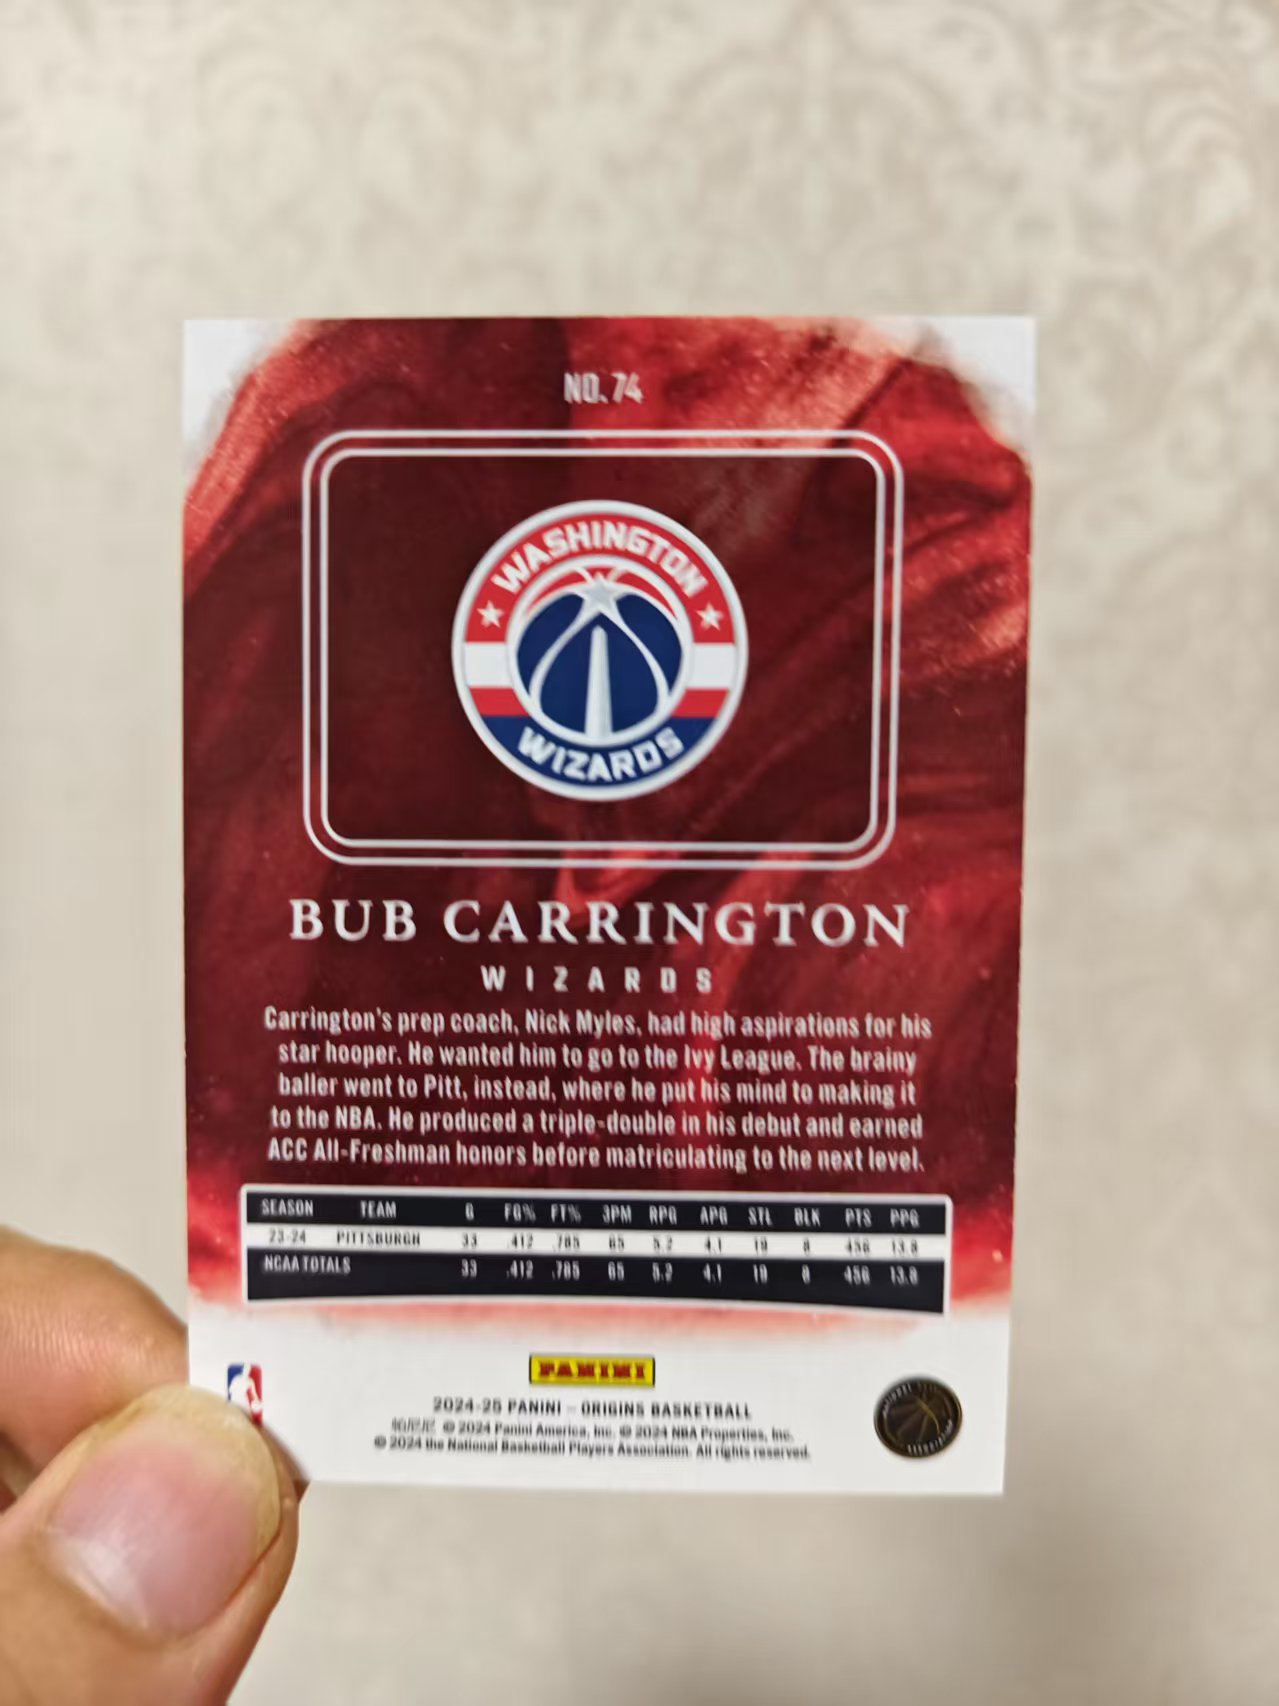 NO. 74
WASHINGTON
WIZARDS
BUB CARRINGTON
WIZARDS
Carrington's prep coach, Nick Myles, had high aspirations for his
star hooper. He wanted him to go to the Ivy League. The brainy
baller went to Pitt, instead, where he put his mind to making it
to the NBA. He produced a triple-double in his debut and earned
ACC All-Freshman honors before matriculating to the next level.
SEASON TEAM G FG% FT% 3PM RPG APG STL BLK PTS PPG
23-24 PITTSBURGH 33 .412 .785 65 5.2 4.1 19 8 456 13.8
NCAA TOTALS 33 .412 .785 65 5.2 4.1 19 8 456 13.8
PANINI
2024-25 PANINI – ORIGINS BASKETBALL
© 2024 Panini America, Inc. © 2024 NBA Properties, Inc.
© 2024 the National Basketball Players Association. All rights reserved.